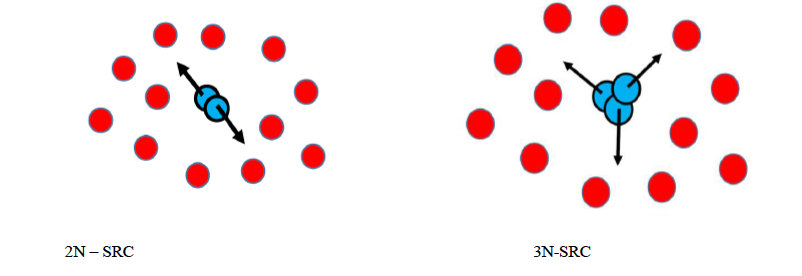 2N – SRC
3N-SRC